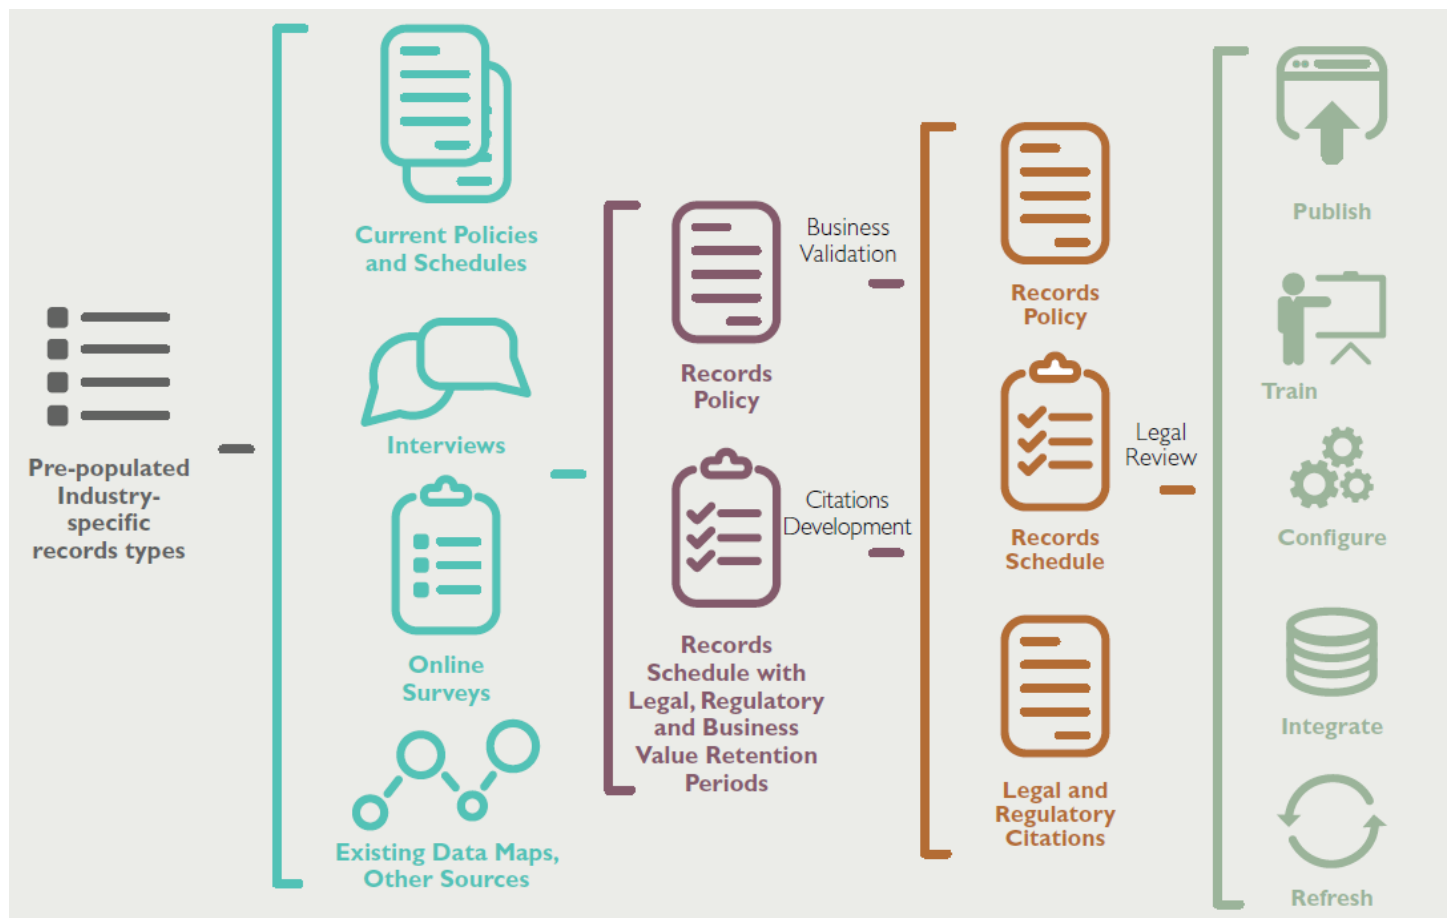 Pre-populated
Industry-
specific
records types
Current Policies
and Schedules
Interviews
Online
Surveys
Existing Data Maps,
Other Sources
Records
Policy
Records
Schedule with
Legal, Regulatory
and Business
Value Retention
Periods
Business
Validation
Citations
Development
Records
Policy
Records
Schedule
Legal and
Regulatory
Citations
Legal
Review
Publish
Train
Configure
Integrate
Refresh